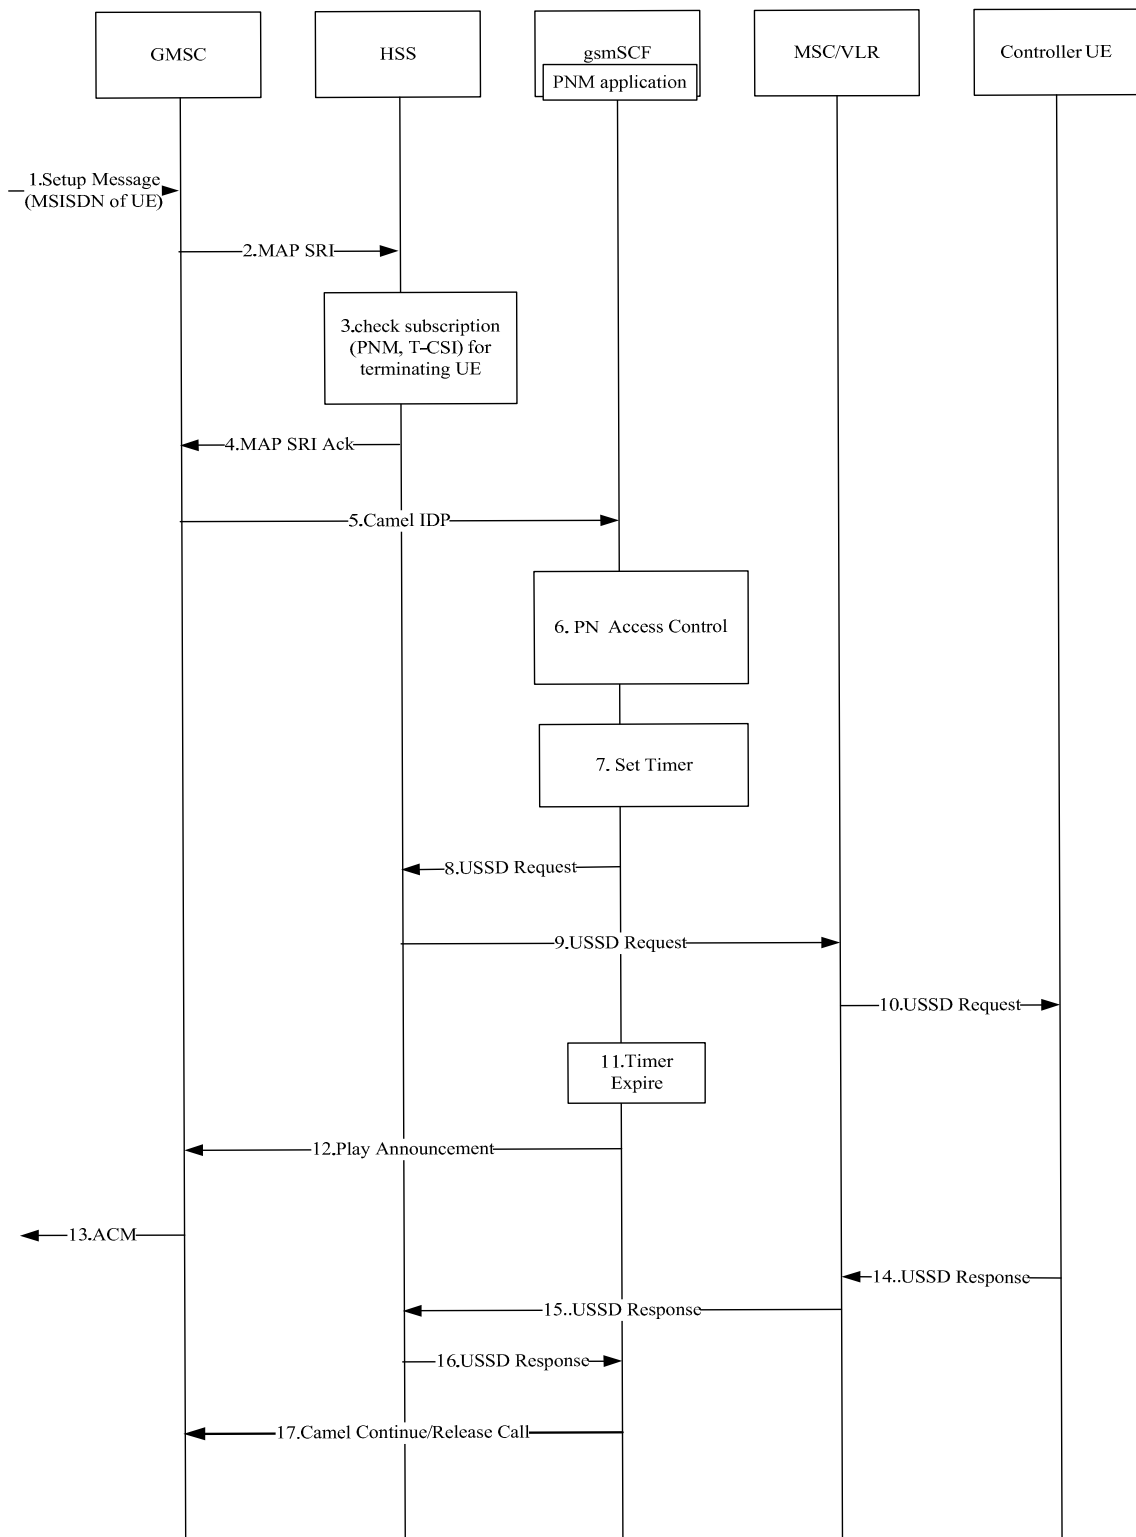 GMSC
HSS
gsmSCF
PNM application
MSC/VLR
Controller UE
1.Setup Message
(MSISDN of UE)
2.MAP SRI
3.check subscription
(PNM, T-CSI) for
terminating UE
4.MAP SRI Ack
5.Camel IDP
6. PN Access Control
7. Set Timer
8.USSD Request
9.USSD Request
10.USSD Request
11.Timer
Expire
12.Play Announcement
13.ACM
14..USSD Response
15..USSD Response
16.USSD Response
17.Camel Continue/Release Call